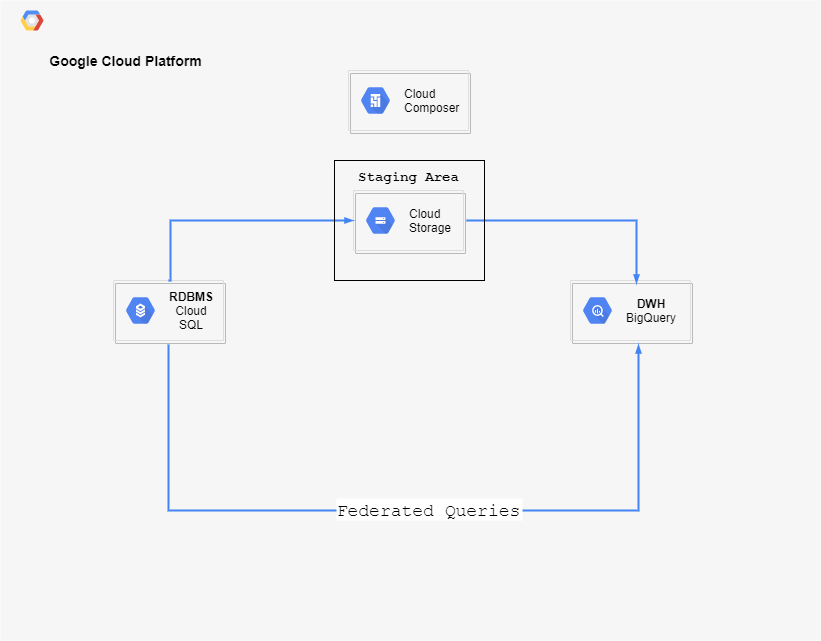 Google Cloud Platform
Cloud
Composer
Staging Area
Cloud
Storage
RDBMS
Cloud
SQL
DWH
BigQuery
Federated Queries